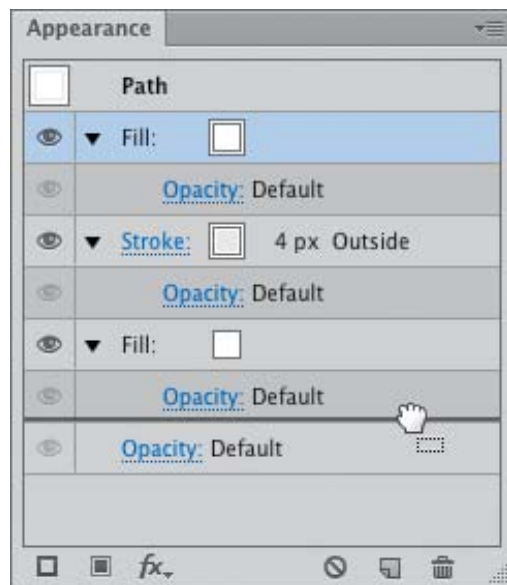 Appearance
Path
Fill:
Opacity: Default
Stroke: 4 px Outside
Opacity: Default
Fill:
Opacity: Default
Opacity: Default
fx